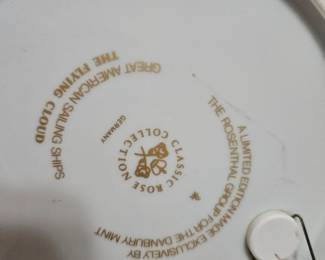 GREAT AMERICAN SAILING SHIPS
THE FLYING CLOUD
CLASSIC ROSE
COLLECTION
GERMANY
A LIMITED EDITION MADE EXCLUSIVELY BY
THE ROSENTHAL GROUP FOR THE DANBURY MINT